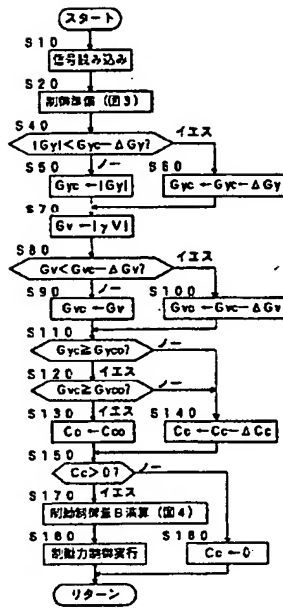 スタート
S10
信号読み込み
S20
制御準備 (図3)
S40
|Gy|<Gyc-ΔGy?
イエス
S50
ノー
S60
Gyc←|Gy|
Gyc←Gyc-ΔGy
S70
Gv←|γV|
S80
Gv<Gvc-ΔGv?
イエス
S90
ノー
S100
Gvc←Gv
Gvc←Gvc-ΔGv
S110
Gyc≧Gyco?
ノー
S120
イエス
Gvc≧Gvco?
S130
イエス
S140
Cc←Cco
Cc←Cc-ΔCc
S150
Cc>0?
ノー
S170
イエス
制動制御量B演算(図4)
S180
S160
制動力制御実行
Cc←0
リターン